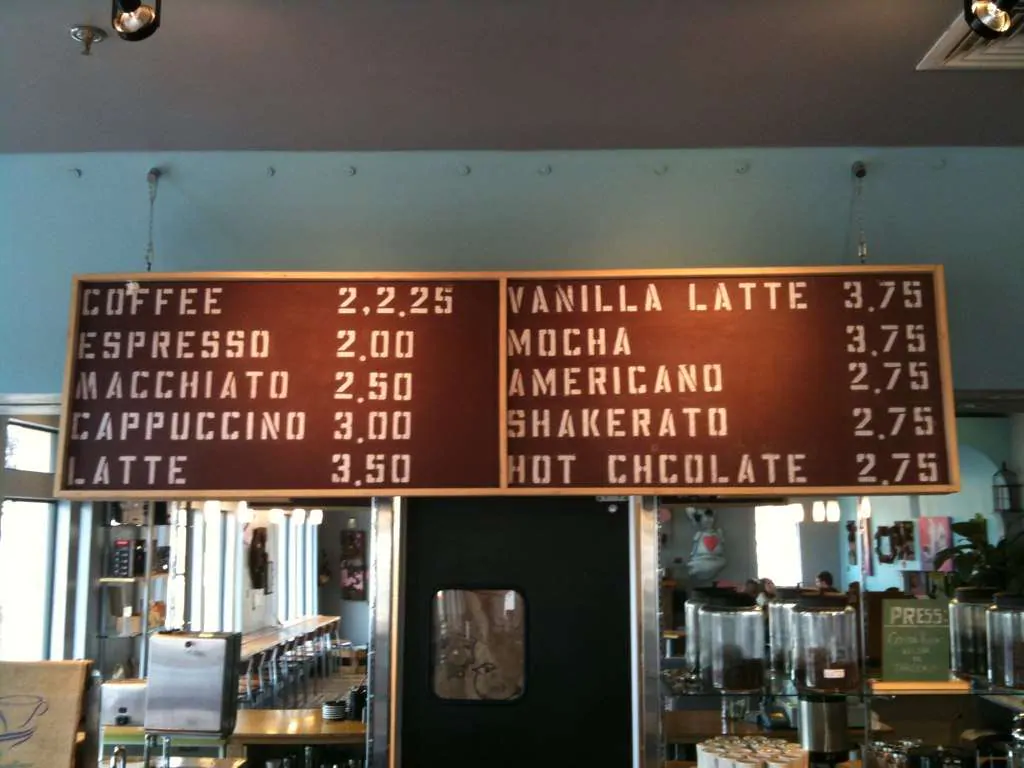 COFFEE 2,2.25
ESPRESSO 2.00
MACCHIATO 2.50
CAPPUCCINO 3.00
LATTE 3.50
VANILLA LATTE 3.75
MOCHA 3.75
AMERICANO 2.75
SHAKERATO 2.75
HOT CHCOLATE 2.75
PRESS